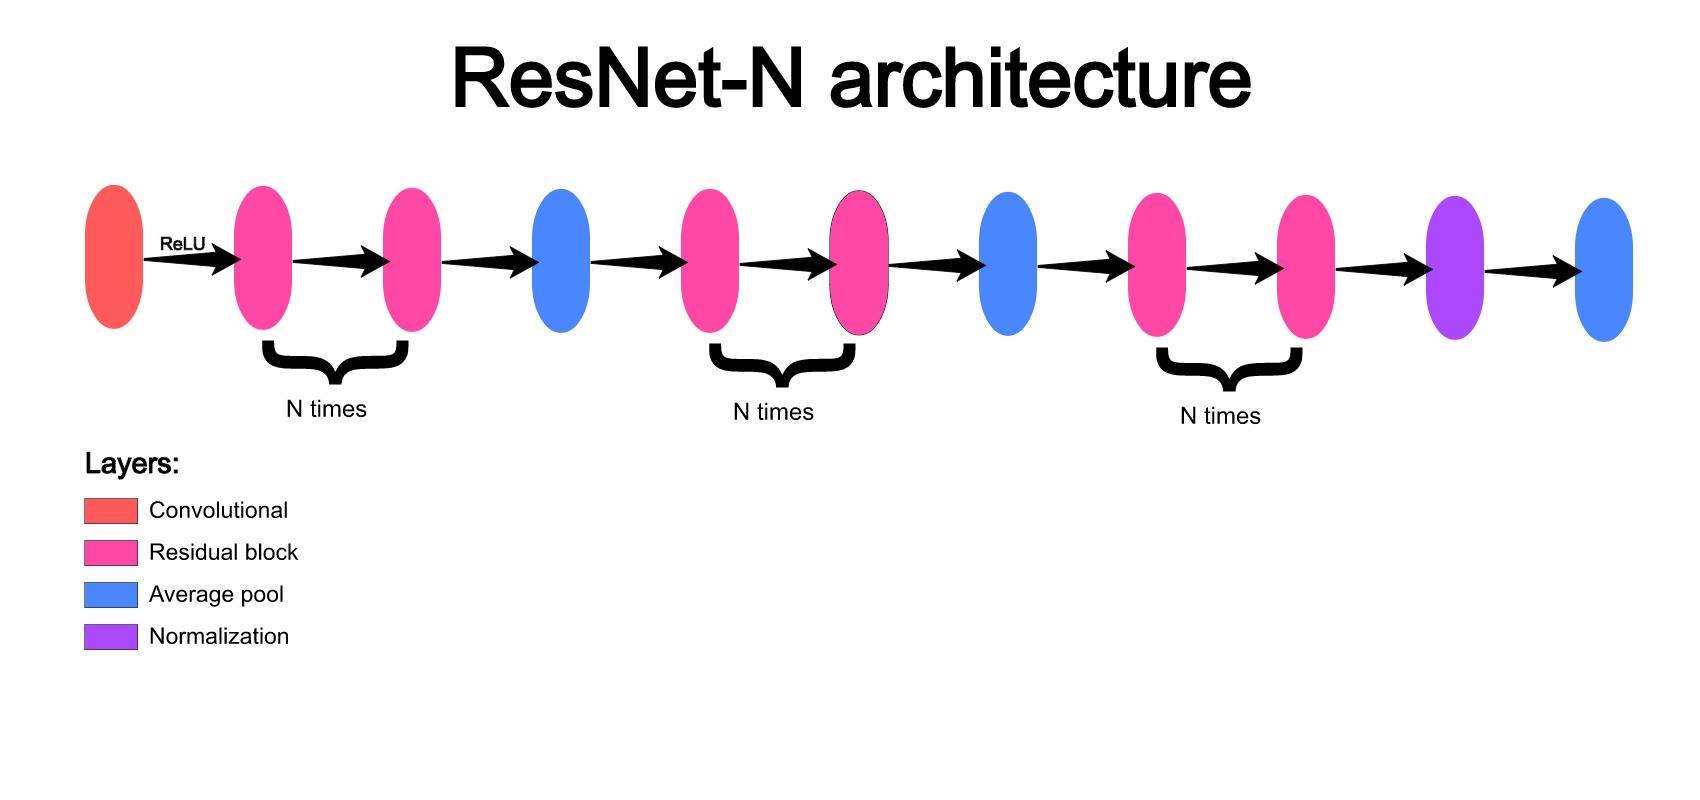 ResNet-N architecture
ReLU
N times
N times
N times
Layers:
Convolutional
Residual block
Average pool
Normalization